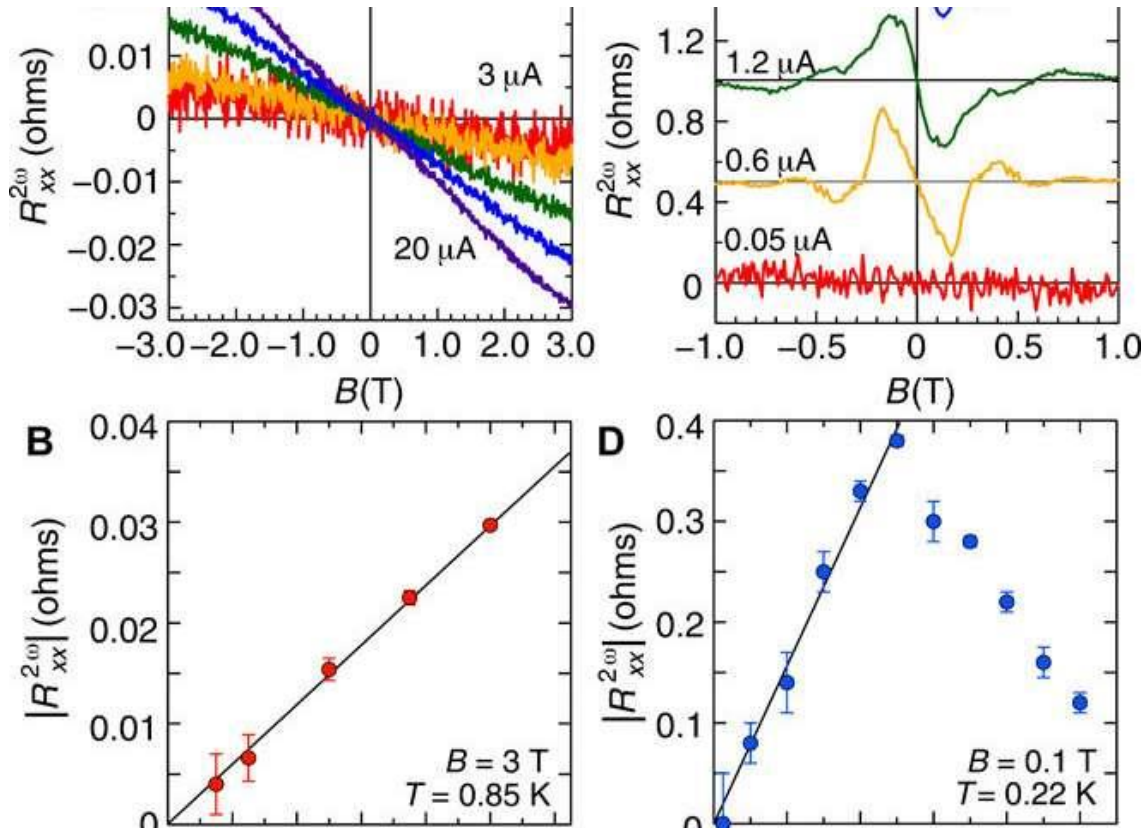 0.01
0
−0.01
−0.02
−0.03
R²ω xx (ohms)
3 μA
20 μA
−3.0 −2.0 −1.0 0 1.0 2.0 3.0
B(T)
1.2
0.8
0.4
0
R²ω xx (ohms)
1.2 μA
0.6 μA
0.05 μA
−1.0 −0.5 0 0.5 1.0
B(T)
B
0.04
0.03
0.02
0.01
0
|R²ω xx| (ohms)
B = 3 T
T = 0.85 K
D
0.4
0.3
0.2
0.1
0
|R²ω xx| (ohms)
B = 0.1 T
T = 0.22 K